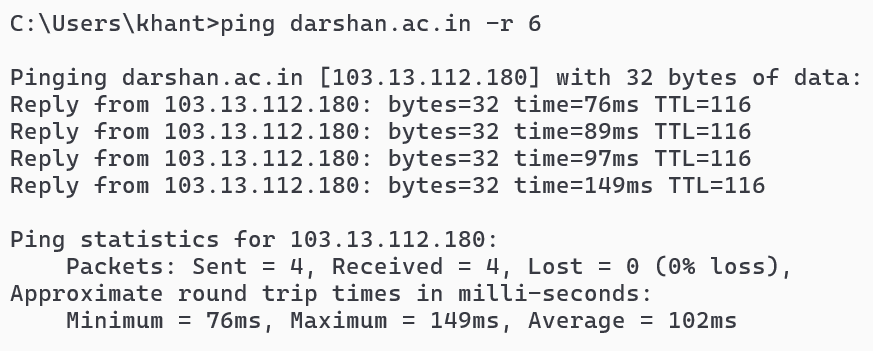 C:\Users\khant>ping darshan.ac.in -r 6
Pinging darshan.ac.in [103.13.112.180] with 32 bytes of data:
Reply from 103.13.112.180: bytes=32 time=76ms TTL=116
Reply from 103.13.112.180: bytes=32 time=89ms TTL=116
Reply from 103.13.112.180: bytes=32 time=97ms TTL=116
Reply from 103.13.112.180: bytes=32 time=149ms TTL=116
Ping statistics for 103.13.112.180:
    Packets: Sent = 4, Received = 4, Lost = 0 (0% loss),
Approximate round trip times in milli-seconds:
    Minimum = 76ms, Maximum = 149ms, Average = 102ms